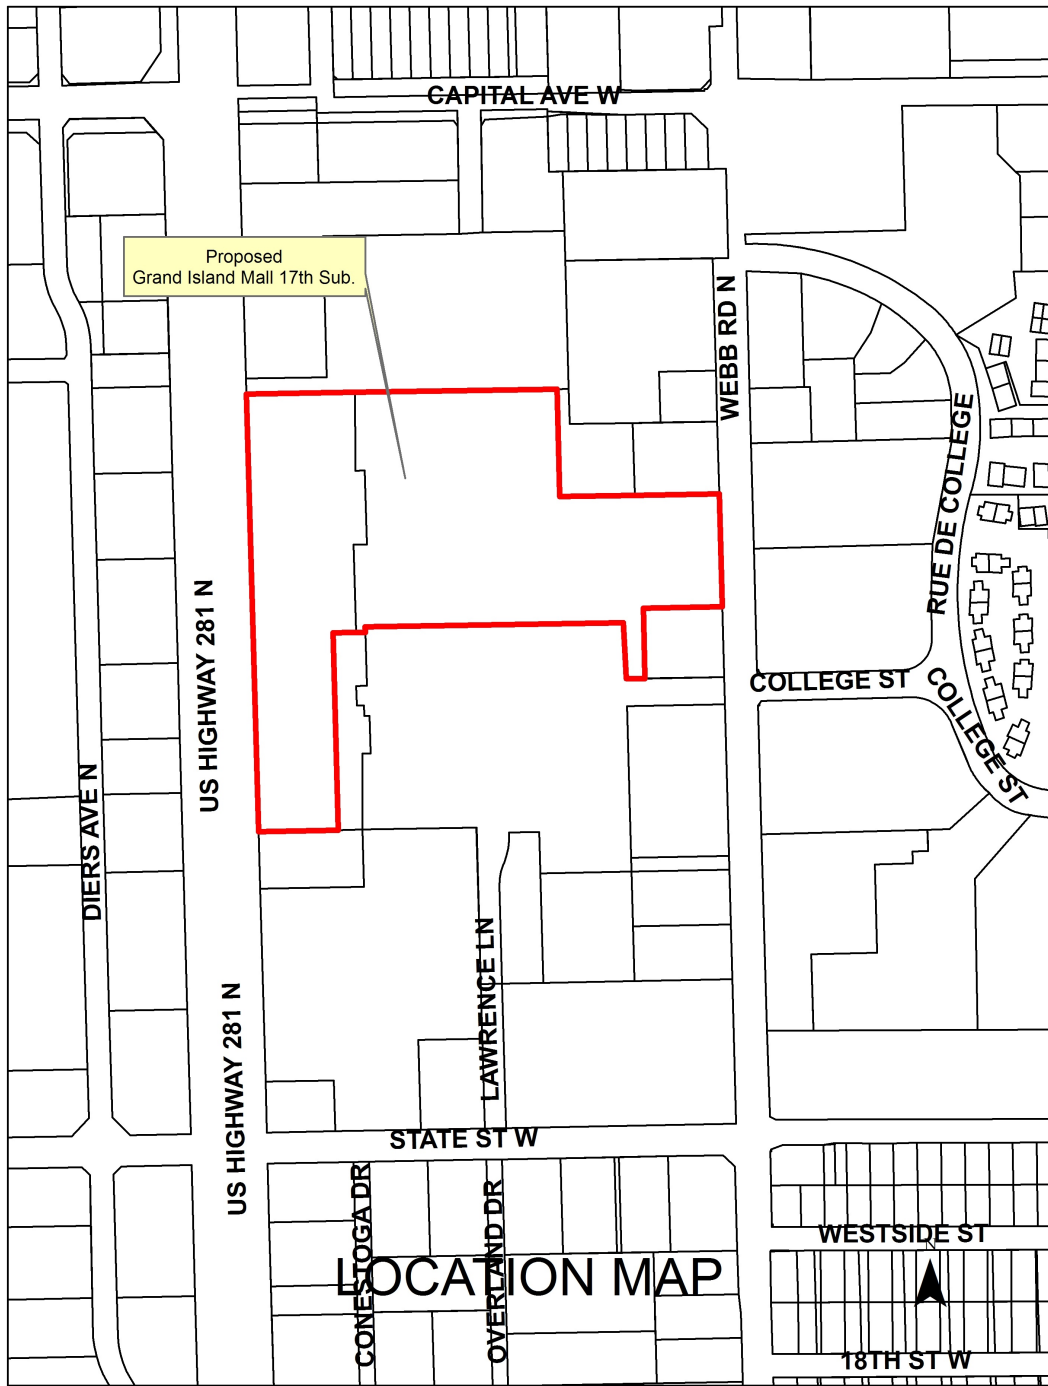 CAPITAL AVE W
Proposed
Grand Island Mall 17th Sub.
WEBB RD N
RUE DE COLLEGE
US HIGHWAY 281 N
COLLEGE ST
COLLEGE ST
DIERS AVE N
LAWRENCE LN
US HIGHWAY 281 N
STATE ST W
CONESTOGA DR
OVERLAND DR
WESTSIDE ST
N
LOCATION MAP
18TH ST W